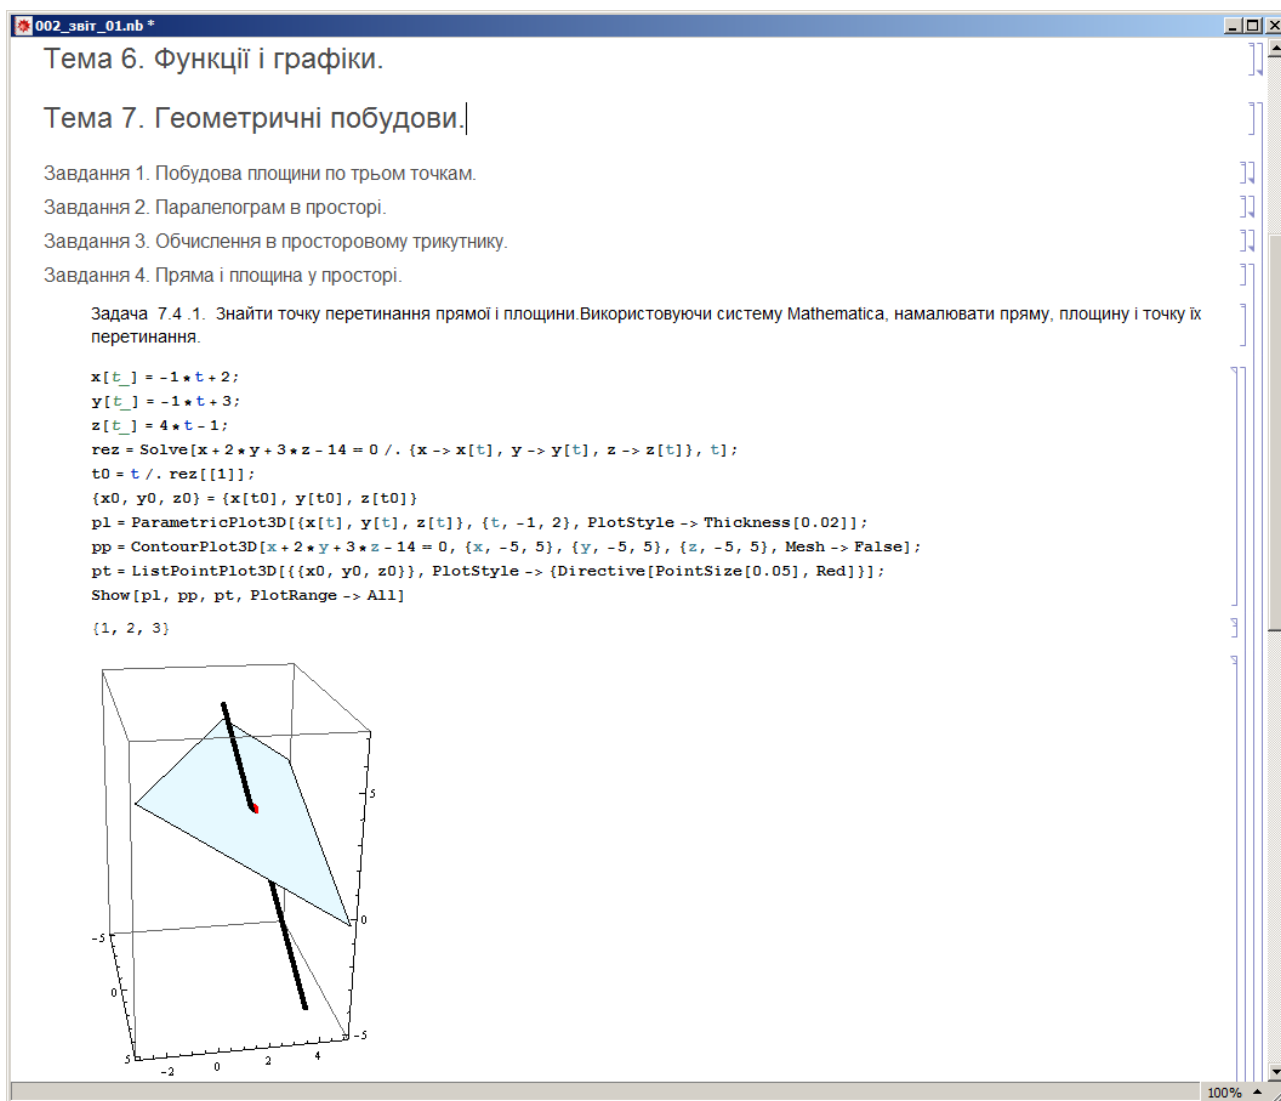 002_звіт_01.nb *
Тема 6. Функції і графіки.
Тема 7. Геометричні побудови.
Завдання 1. Побудова площини по трьом точкам.
Завдання 2. Паралелограм в просторі.
Завдання 3. Обчислення в просторовому трикутнику.
Завдання 4. Пряма і площина у просторі.
Задача 7.4 .1. Знайти точку перетинання прямої і площини.Використовуючи систему Mathematica, намалювати пряму, площину і точку їх
перетинання.
x[t_] = -1*t+2;
y[t_] = -1*t+3;
z[t_] = 4*t-1;
rez = Solve[x+2*y+3*z-14 == 0 /. {x -> x[t], y -> y[t], z -> z[t]}, t];
t0 = t /. rez[[1]];
{x0, y0, z0} = {x[t0], y[t0], z[t0]}
pl = ParametricPlot3D[{x[t], y[t], z[t]}, {t, -1, 2}, PlotStyle -> Thickness[0.02]];
pp = ContourPlot3D[x+2*y+3*z-14 == 0, {x, -5, 5}, {y, -5, 5}, {z, -5, 5}, Mesh -> False];
pt = ListPointPlot3D[{{x0, y0, z0}}, PlotStyle -> {Directive[PointSize[0.05], Red]}];
Show[pl, pp, pt, PlotRange -> All]
{1, 2, 3}
5
0
-5
-5
0
5
-2
0
2
4
100%